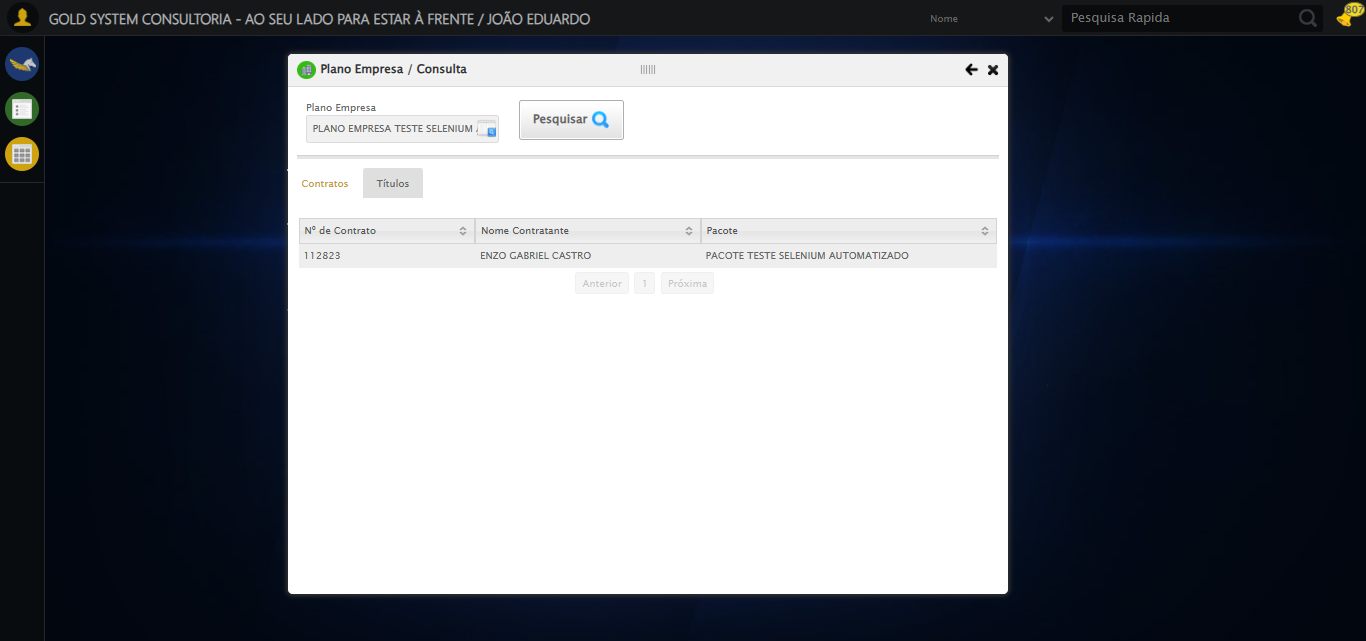 GOLD SYSTEM CONSULTORIA - AO SEU LADO PARA ESTAR À FRENTE / JOÃO EDUARDO
Nome
Pesquisa Rapida
807
Plano Empresa / Consulta
Plano Empresa
PLANO EMPRESA TESTE SELENIUM
Pesquisar
Contratos
Títulos
Nº de Contrato
Nome Contratante
Pacote
112823
ENZO GABRIEL CASTRO
PACOTE TESTE SELENIUM AUTOMATIZADO
Anterior
1
Próxima